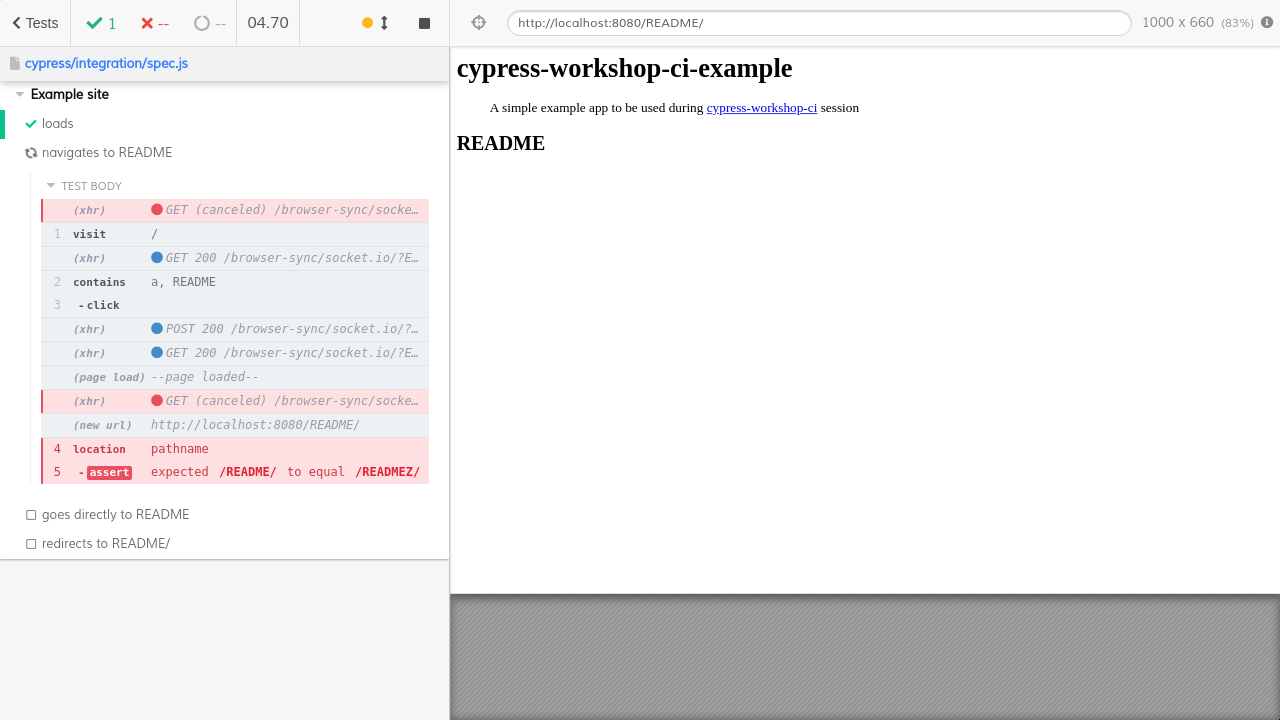 Tests
1
--
--
04.70
cypress/integration/spec.js
Example site
loads
navigates to README
TEST BODY
(xhr) GET (canceled) /browser-sync/socke…
1 visit /
(xhr) GET 200 /browser-sync/socket.io/?E…
2 contains a, README
3 -click
(xhr) POST 200 /browser-sync/socket.io/?…
(xhr) GET 200 /browser-sync/socket.io/?E…
(page load) --page loaded--
(xhr) GET (canceled) /browser-sync/socke…
(new url) http://localhost:8080/README/
4 location pathname
5 -assert expected /README/ to equal /READMEZ/
goes directly to README
redirects to README/
http://localhost:8080/README/
1000 x 660 (83%)
cypress-workshop-ci-example
A simple example app to be used during cypress-workshop-ci session
README